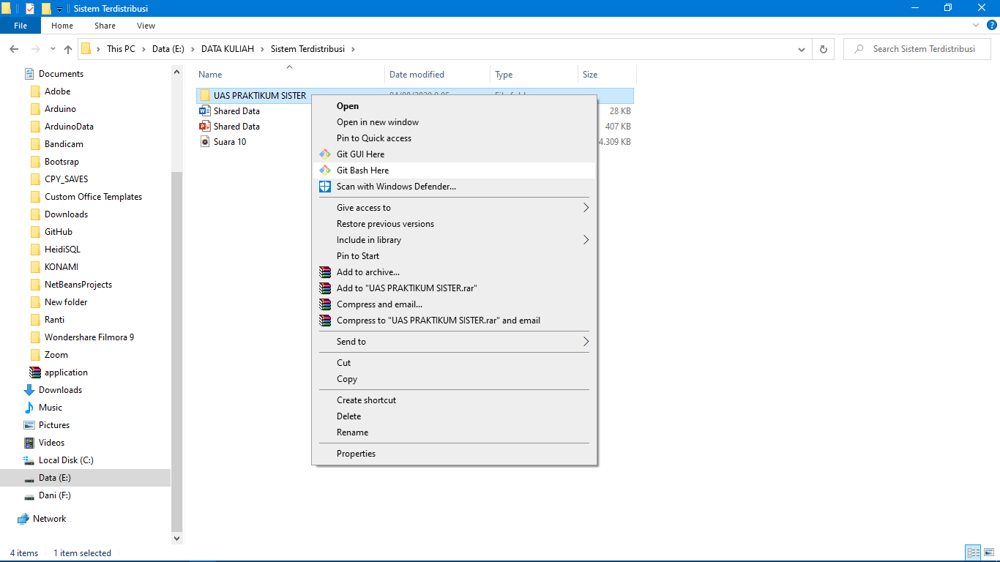 Sistem Terdistribusi
File Home Share View
This PC Data (E:) DATA KULIAH Sistem Terdistribusi
Search Sistem Terdistribusi
Documents
Adobe
Arduino
ArduinoData
Bandicam
Bootsrap
CPY_SAVES
Custom Office Templates
Downloads
GitHub
HeidiSQL
KONAMI
NetBeansProjects
New folder
Ranti
Wondershare Filmora 9
Zoom
application
Downloads
Music
Pictures
Videos
Local Disk (C:)
Data (E:)
Dani (F:)
Network
Name Date modified Type Size
UAS PRAKTIKUM SISTER
Shared Data 28 KB
Shared Data 407 KB
Suara 10 4.309 KB
Open
Open in new window
Pin to Quick access
Git GUI Here
Git Bash Here
Scan with Windows Defender...
Give access to
Restore previous versions
Include in library
Pin to Start
Add to archive...
Add to "UAS PRAKTIKUM SISTER.rar"
Compress and email...
Compress to "UAS PRAKTIKUM SISTER.rar" and email
Send to
Cut
Copy
Create shortcut
Delete
Rename
Properties
4 items 1 item selected